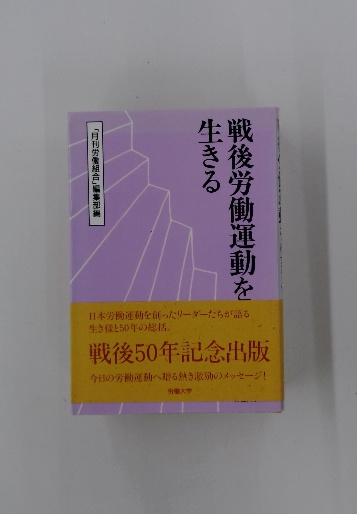 戦後労働運動を
生きる
「月刊労働組合」編集部編
日本労働運動を創ったリーダーたちが語る
生き様と50年の総括。
戦後50年記念出版
今日の労働運動へ贈る熱き激励のメッセージ!
労働大学